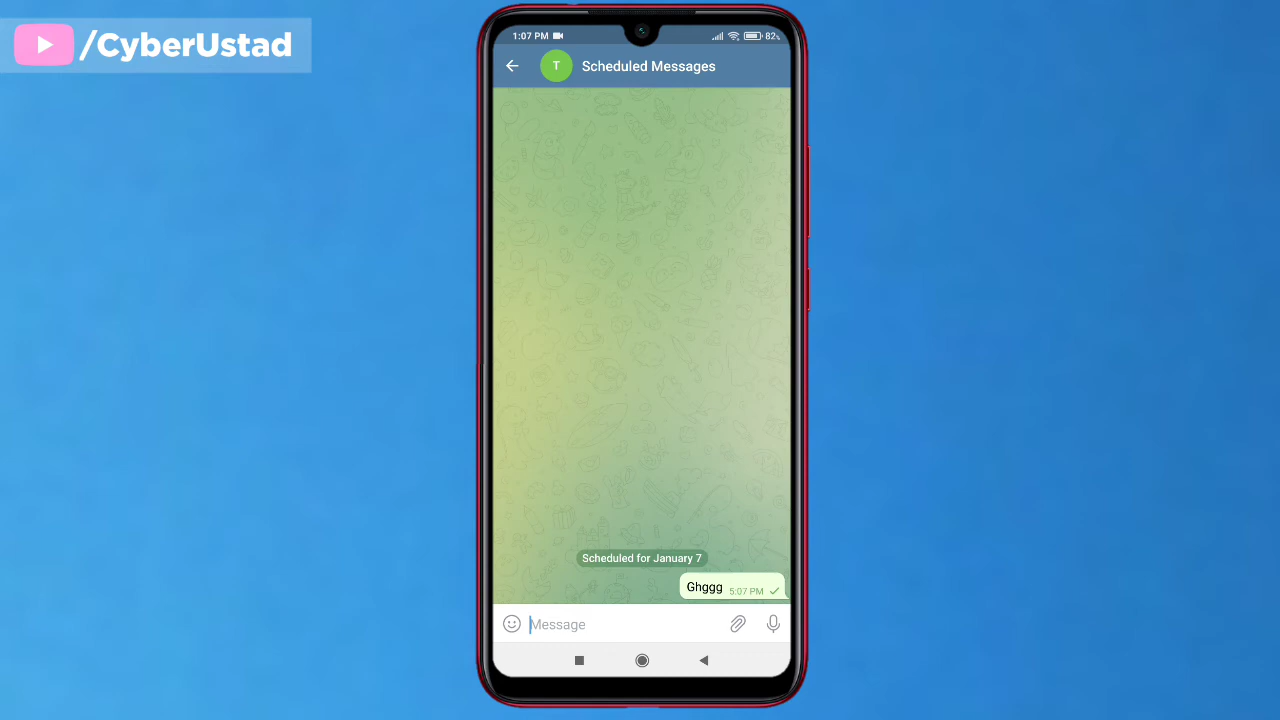 /CyberUstad
1:07 PM 82%
T Scheduled Messages
Scheduled for January 7
Ghggg 5:07 PM
Message